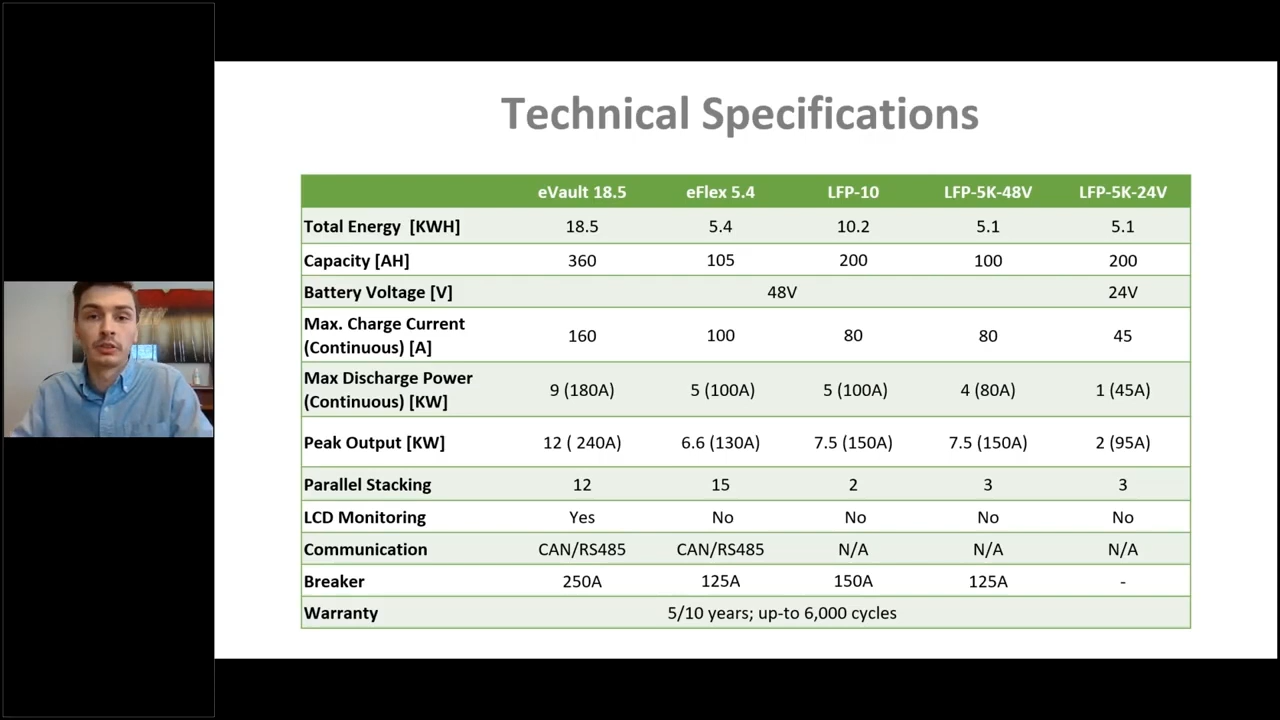 Technical Specifications
eVault 18.5 eFlex 5.4 LFP-10 LFP-5K-48V LFP-5K-24V
Total Energy [KWH] 18.5 5.4 10.2 5.1 5.1
Capacity [AH] 360 105 200 100 200
Battery Voltage [V] 48V 24V
Max. Charge Current
(Continuous) [A] 160 100 80 80 45
Max Discharge Power
(Continuous) [KW] 9 (180A) 5 (100A) 5 (100A) 4 (80A) 1 (45A)
Peak Output [KW] 12 ( 240A) 6.6 (130A) 7.5 (150A) 7.5 (150A) 2 (95A)
Parallel Stacking 12 15 2 3 3
LCD Monitoring Yes No No No No
Communication CAN/RS485 CAN/RS485 N/A N/A N/A
Breaker 250A 125A 150A 125A -
Warranty 5/10 years; up-to 6,000 cycles